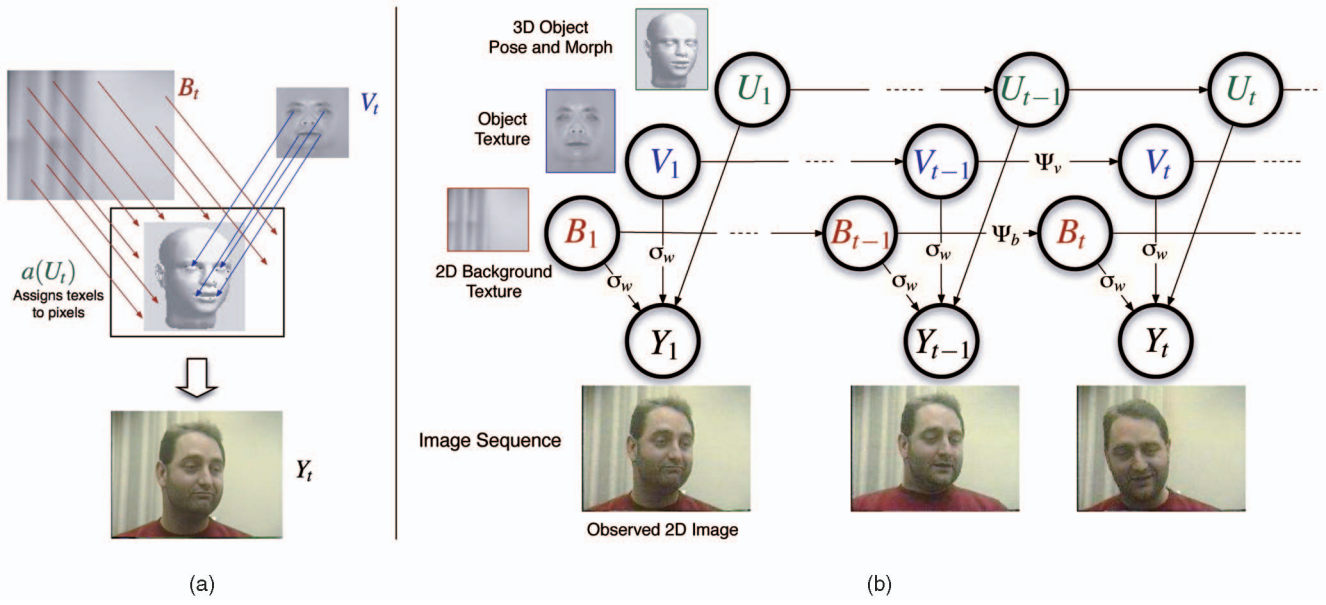 B_t
V_t
a(U_t)
Assigns texels
to pixels
Y_t
(a)
3D Object
Pose and Morph
U_1
U_{t−1}
U_t
Object
Texture
V_1
V_{t−1}
Ψ_v
V_t
B_1
B_{t−1}
Ψ_b
B_t
2D Background
Texture
σ_w
σ_w
σ_w
σ_w
σ_w
σ_w
Y_1
Y_{t−1}
Y_t
Image Sequence
Observed 2D Image
(b)